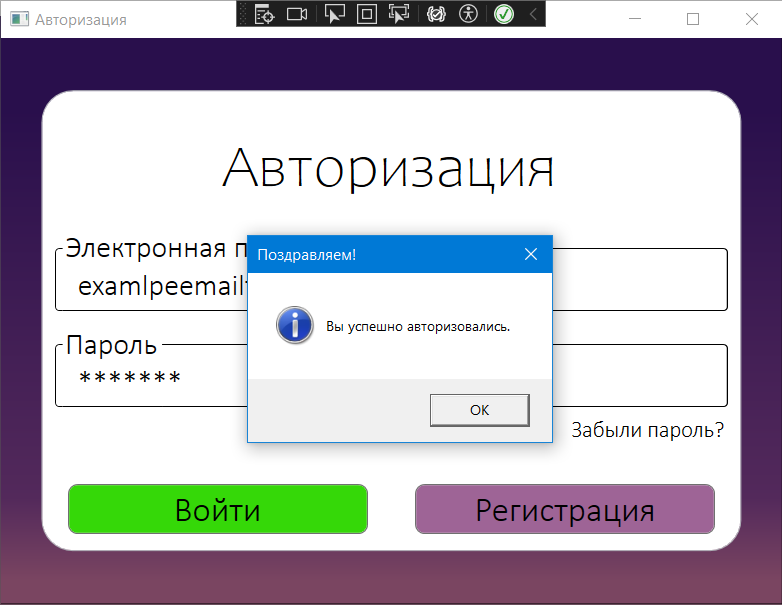 Авторизация
Авторизация
Электронная
examlpeemail
Поздравляем!
Вы успешно авторизовались.
OK
Пароль
*******
Забыли пароль?
Войти
Регистрация